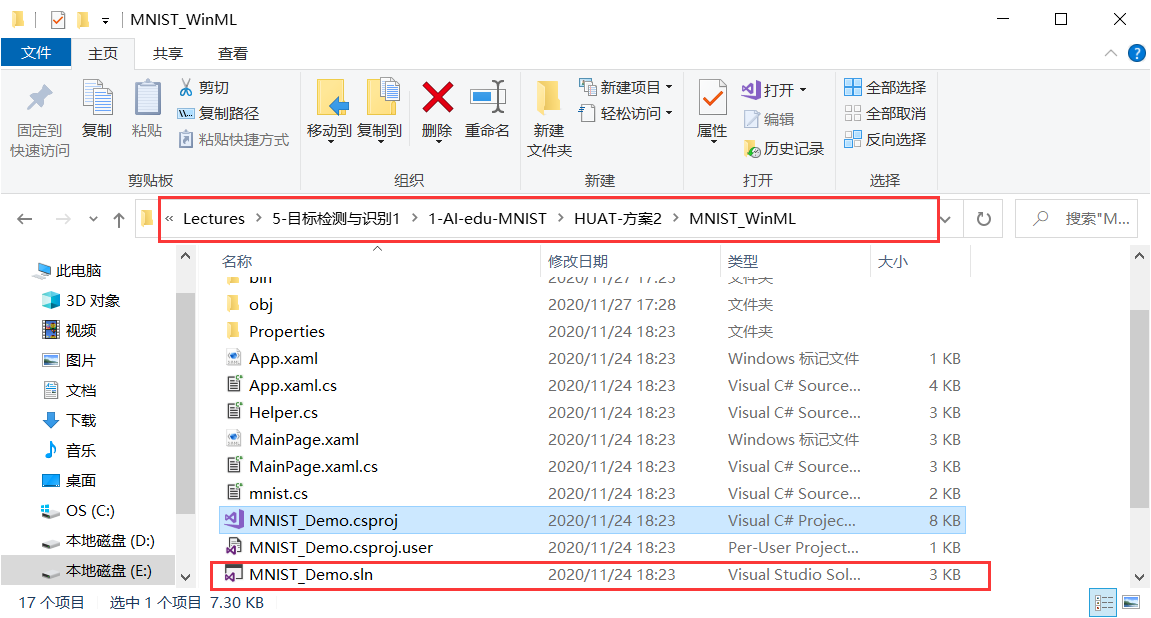 MNIST_WinML
文件 主页 共享 查看
固定到快速访问 复制 粘贴 剪切 复制路径 粘贴快捷方式
移动到 复制到 删除 重命名
新建文件夹 新建项目 轻松访问
属性 打开 编辑 历史记录
全部选择 全部取消 反向选择
剪贴板 组织 新建 打开 选择
« Lectures > 5-目标检测与识别1 > 1-AI-edu-MNIST > HUAT-方案2 > MNIST_WinML 搜索"M...
此电脑
3D 对象
视频
图片
文档
下载
音乐
桌面
OS (C:)
本地磁盘 (D:)
本地磁盘 (E:)
名称 修改日期 类型 大小
bin 2020/11/27 17:25 文件夹
obj 2020/11/27 17:28 文件夹
Properties 2020/11/24 18:23 文件夹
App.xaml 2020/11/24 18:23 Windows 标记文件 1 KB
App.xaml.cs 2020/11/24 18:23 Visual C# Source... 4 KB
Helper.cs 2020/11/24 18:23 Visual C# Source... 3 KB
MainPage.xaml 2020/11/24 18:23 Windows 标记文件 3 KB
MainPage.xaml.cs 2020/11/24 18:23 Visual C# Source... 3 KB
mnist.cs 2020/11/24 18:23 Visual C# Source... 2 KB
MNIST_Demo.csproj 2020/11/24 18:23 Visual C# Projec... 8 KB
MNIST_Demo.csproj.user 2020/11/24 18:23 Per-User Project... 1 KB
MNIST_Demo.sln 2020/11/24 18:23 Visual Studio Sol... 3 KB
17 个项目 选中 1 个项目 7.30 KB